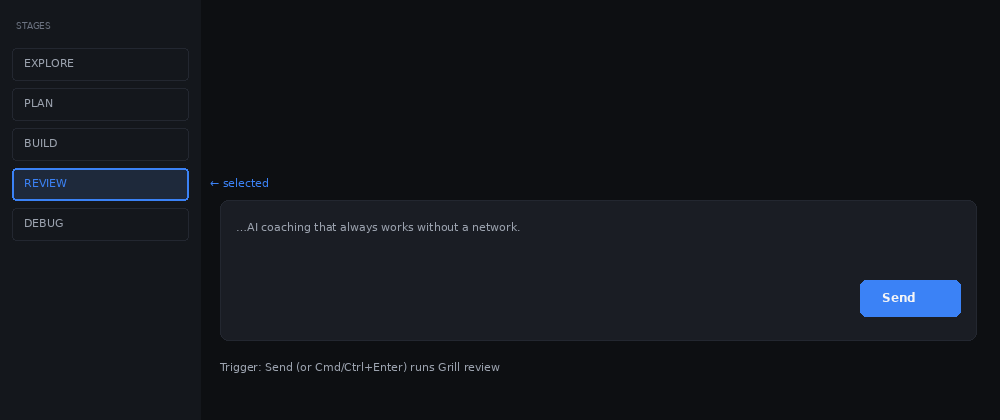 STAGES
EXPLORE
PLAN
BUILD
REVIEW
← selected
DEBUG
...AI coaching that always works without a network.
Send
Trigger: Send (or Cmd/Ctrl+Enter) runs Grill review